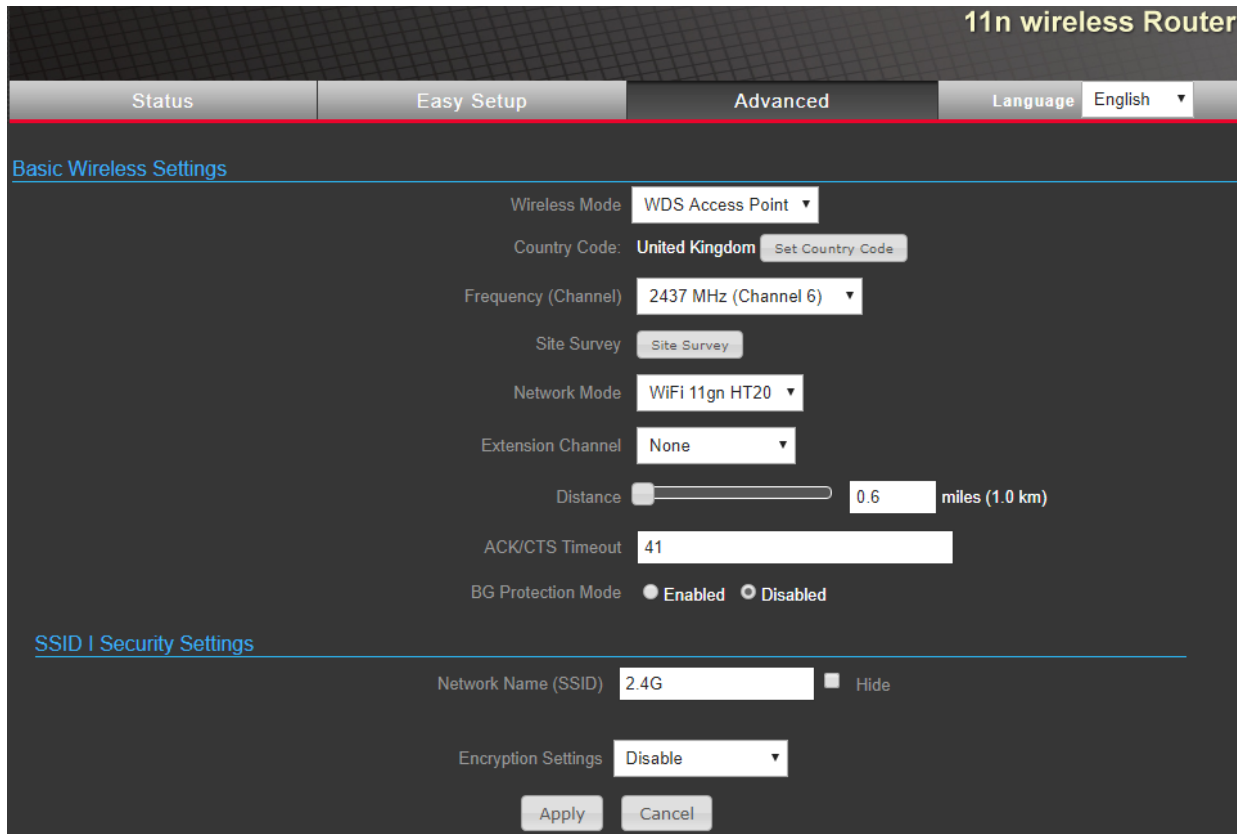 11n wireless Router
Status Easy Setup Advanced Language English
Basic Wireless Settings
Wireless Mode WDS Access Point
Country Code: United Kingdom Set Country Code
Frequency (Channel) 2437 MHz (Channel 6)
Site Survey Site Survey
Network Mode WiFi 11gn HT20
Extension Channel None
Distance 0.6 miles (1.0 km)
ACK/CTS Timeout 41
BG Protection Mode Enabled Disabled
SSID I Security Settings
Network Name (SSID) 2.4G Hide
Encryption Settings Disable
Apply Cancel